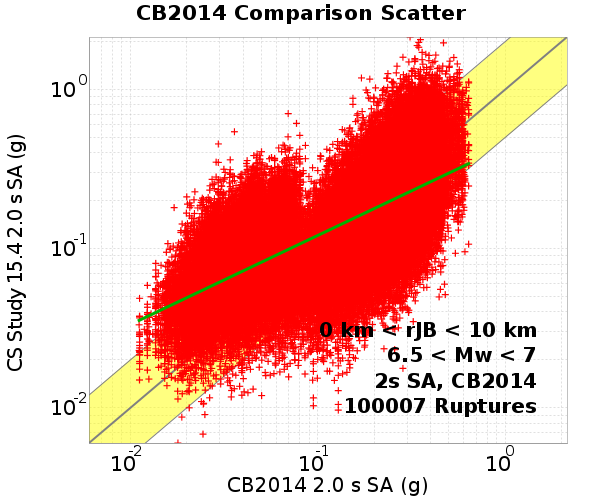 CB2014 Comparison Scatter
CS Study 15.4 2.0 s SA (g)
10^0
10^-1
10^-2
0 km < rJB < 10 km
6.5 < Mw < 7
2s SA, CB2014
100007 Ruptures
10^-2 10^-1 10^0
CB2014 2.0 s SA (g)